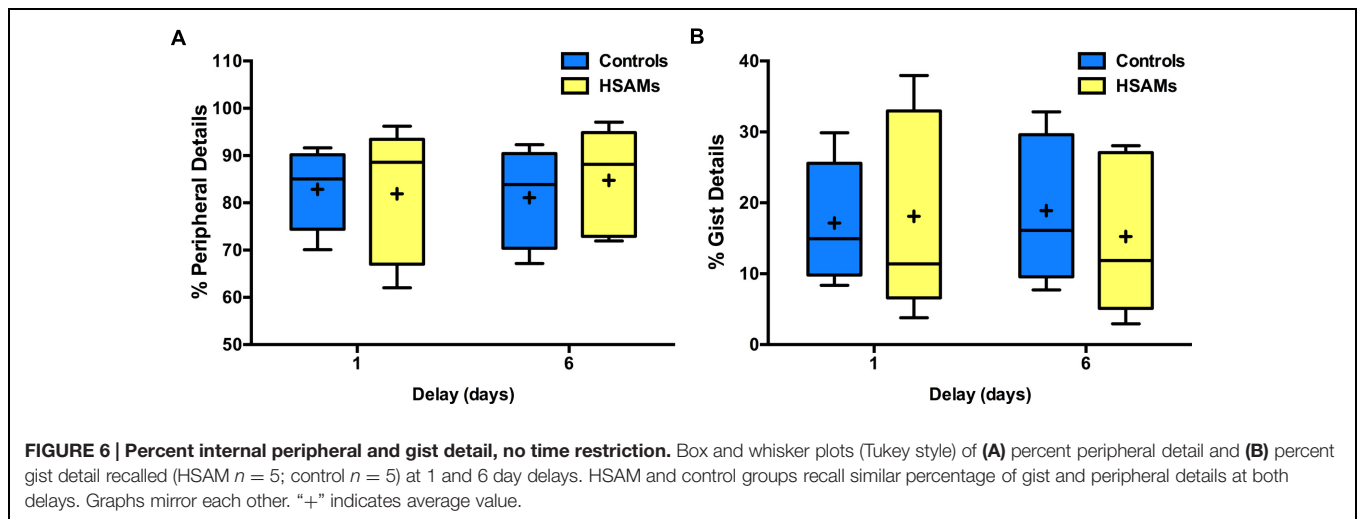 A
Controls
HSAMs
110
100
90
80
70
60
50
% Peripheral Details
1
6
Delay (days)
B
Controls
HSAMs
40
30
20
10
0
% Gist Details
1
6
Delay (days)
FIGURE 6 | Percent internal peripheral and gist detail, no time restriction. Box and whisker plots (Tukey style) of (A) percent peripheral detail and (B) percent
gist detail recalled (HSAM n = 5; control n = 5) at 1 and 6 day delays. HSAM and control groups recall similar percentage of gist and peripheral details at both
delays. Graphs mirror each other. “+” indicates average value.